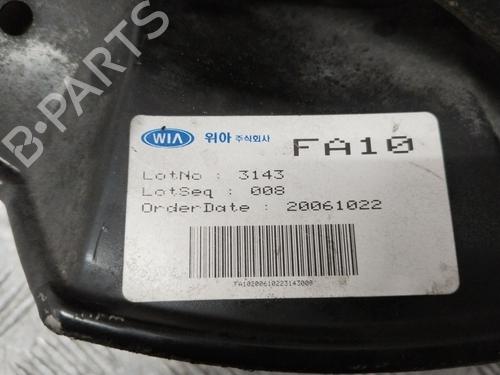 B-PARTS
WIA 위아 주식회사 FA10
LotNo : 3143
LotSeq : 008
OrderDate : 20061022
FA10200610223143008